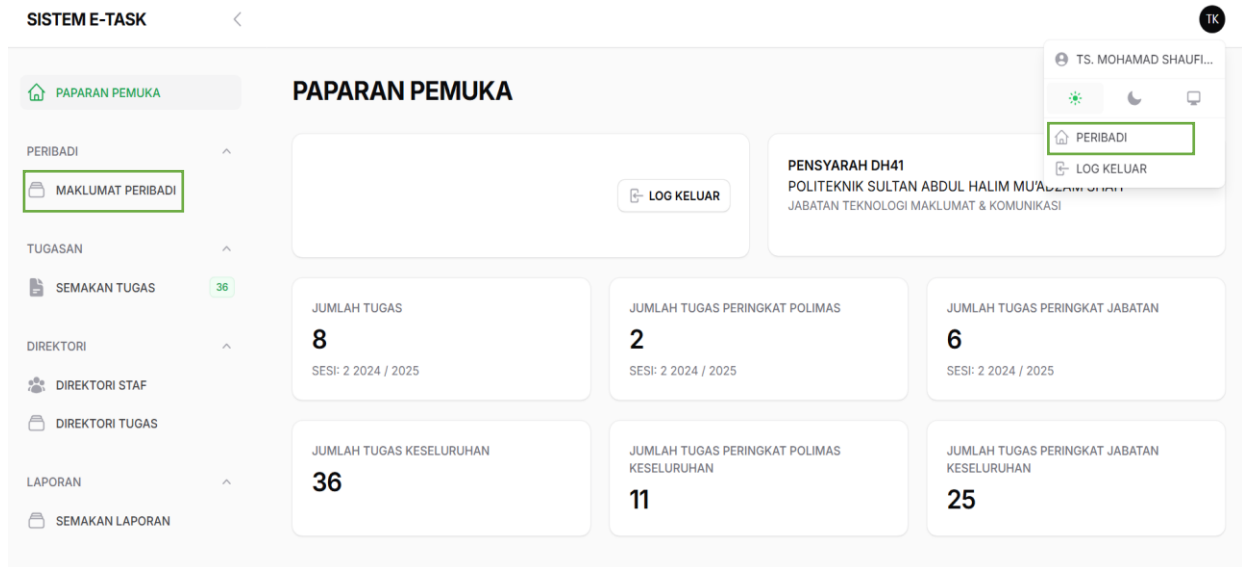 SISTEM E-TASK
TK
TS. MOHAMAD SHAUFI...
PERIBADI
LOG KELUAR
PAPARAN PEMUKA
PERIBADI
MAKLUMAT PERIBADI
TUGASAN
SEMAKAN TUGAS 36
DIREKTORI
DIREKTORI STAF
DIREKTORI TUGAS
LAPORAN
SEMAKAN LAPORAN
PAPARAN PEMUKA
LOG KELUAR
PENSYARAH DH41
POLITEKNIK SULTAN ABDUL HALIM MU'ADZAM SHAH
JABATAN TEKNOLOGI MAKLUMAT & KOMUNIKASI
JUMLAH TUGAS
8
SESI: 2 2024 / 2025
JUMLAH TUGAS PERINGKAT POLIMAS
2
SESI: 2 2024 / 2025
JUMLAH TUGAS PERINGKAT JABATAN
6
SESI: 2 2024 / 2025
JUMLAH TUGAS KESELURUHAN
36
JUMLAH TUGAS PERINGKAT POLIMAS
KESELURUHAN
11
JUMLAH TUGAS PERINGKAT JABATAN
KESELURUHAN
25